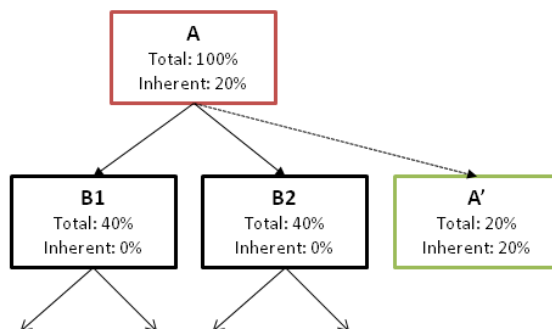 A
Total: 100%
Inherent: 20%
B1
Total: 40%
Inherent: 0%
B2
Total: 40%
Inherent: 0%
A’
Total: 20%
Inherent: 20%